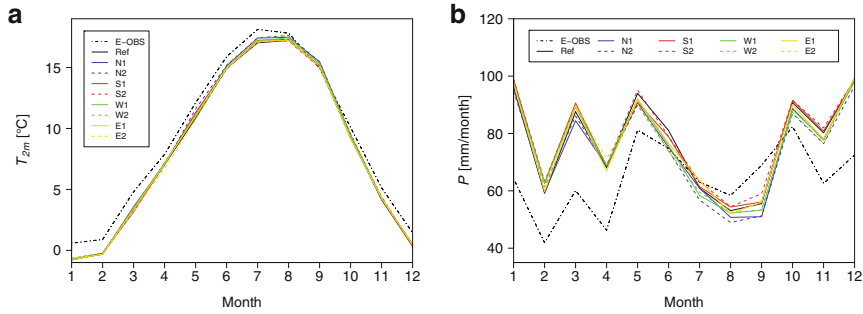 a
T2m [°C]
15
10
5
0
E-OBS
Ref
N1
N2
S1
S2
W1
W2
E1
E2
1 2 3 4 5 6 7 8 9 10 11 12
Month
b
P [mm/month]
120
100
80
60
40
E-OBS N1 S1 W1 E1
Ref N2 S2 W2 E2
1 2 3 4 5 6 7 8 9 10 11 12
Month